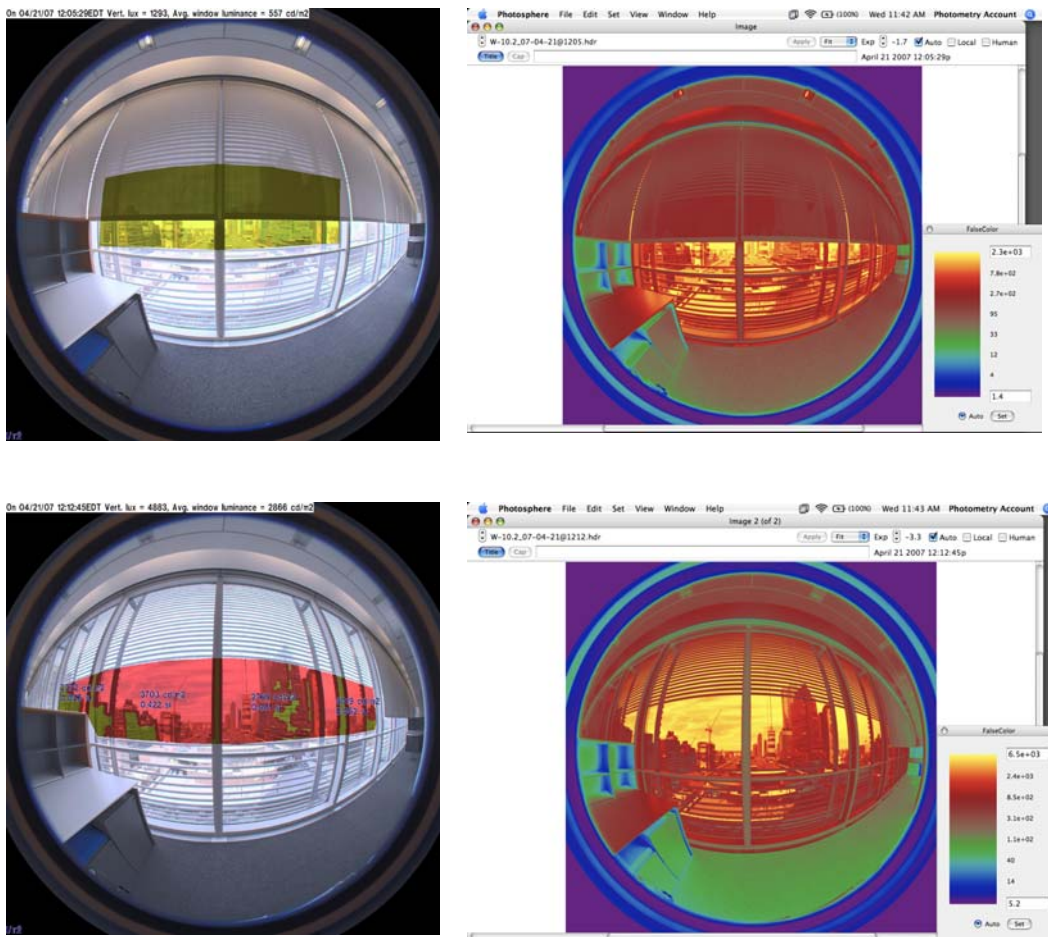 On 04/21/07 12:05:29EDT Vert. lux = 1293, Avg. window luminance = 557 cd/m2
Photosphere File Edit Set View Window Help (100%) Wed 11:42 AM Photometry Account
Image
W-10.2_07-04-21@1205.hdr Apply Fit Exp -1.7 Auto Local Human
Title Cap April 21 2007 12:05:29p
FalseColor
2.3e+03
7.8e+02
2.7e+02
95
33
12
4
1.4
Auto Set
On 04/21/07 12:12:45EDT Vert. lux = 4883, Avg. window luminance = 2866 cd/m2
Photosphere File Edit Set View Window Help (100%) Wed 11:43 AM Photometry Account
Image 2 (of 2)
W-10.2_07-04-21@1212.hdr Apply Fit Exp -3.3 Auto Local Human
Title Cap April 21 2007 12:12:45p
3703 cd/m2
0.422 sr
FalseColor
6.5e+03
2.4e+03
8.5e+02
3.1e+02
1.1e+02
40
14
5.2
Auto Set